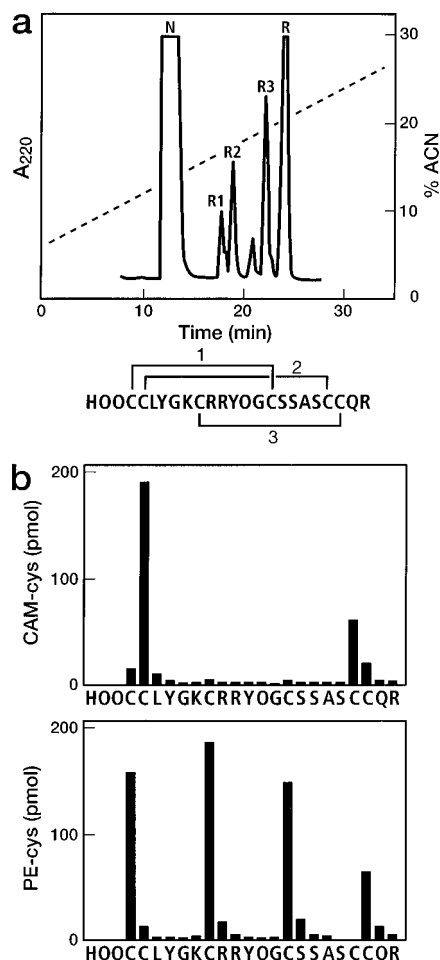 a
N
R
R1
R2
R3
A220
% ACN
30
20
10
0
0 10 20 30
Time (min)
1
2
HOOCCLYGKCRRYOGCSSASCCQR
3
b
CAM-cys (pmol)
200
100
0
HOOCCLYGKCRRYOGCSSASCCQR
PE-cys (pmol)
200
100
0
HOOCCLYGKCRRYOGCSSASCCQR